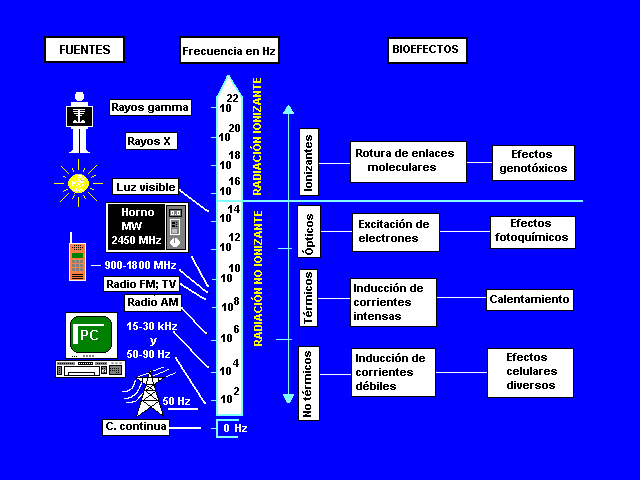 FUENTES
Frecuencia en Hz
BIOEFECTOS
Rayos gamma
Rayos X
Luz visible
Horno
MW
2450 MHz
900-1800 MHz
Radio FM; TV
Radio AM
PC
15-30 kHz
y
50-90 Hz
50 Hz
C. continua
10^22
10^20
10^18
10^16
10^14
10^12
10^10
10^8
10^6
10^4
10^2
0 Hz
RADIACIÓN IONIZANTE
RADIACIÓN NO IONIZANTE
Ionizantes
Rotura de enlaces
moleculares
Efectos
genotóxicos
Ópticos
Excitación de
electrones
Efectos
fotoquímicos
Térmicos
Inducción de
corrientes
intensas
Calentamiento
No térmicos
Inducción de
corrientes
débiles
Efectos
celulares
diversos